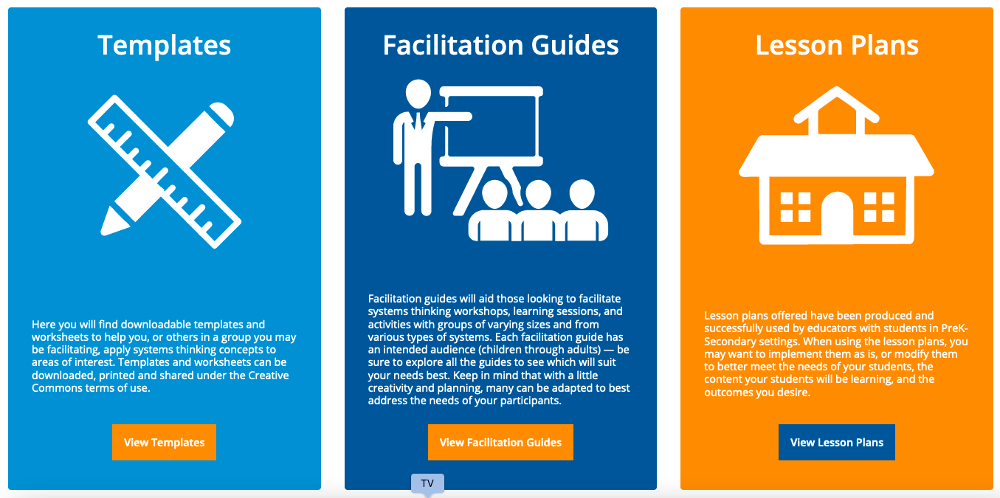 Templates
Here you will find downloadable templates and
worksheets to help you, or others in a group you may
be facilitating, apply systems thinking concepts to
areas of interest. Templates and worksheets can be
downloaded, printed and shared under the Creative
Commons terms of use.
View Templates
Facilitation Guides
Facilitation guides will aid those looking to facilitate
systems thinking workshops, learning sessions, and
activities with groups of varying sizes and from
various types of systems. Each facilitation guide has
an intended audience (children through adults) — be
sure to explore all the guides to see which will suit
your needs best. Keep in mind that with a little
creativity and planning, many can be adapted to best
address the needs of your participants.
View Facilitation Guides
Lesson Plans
Lesson plans offered have been produced and
successfully used by educators with students in PreK-
Secondary settings. When using the lesson plans, you
may want to implement them as is, or modify them
to better meet the needs of your students, the
content your students will be learning, and the
outcomes you desire.
View Lesson Plans
TV